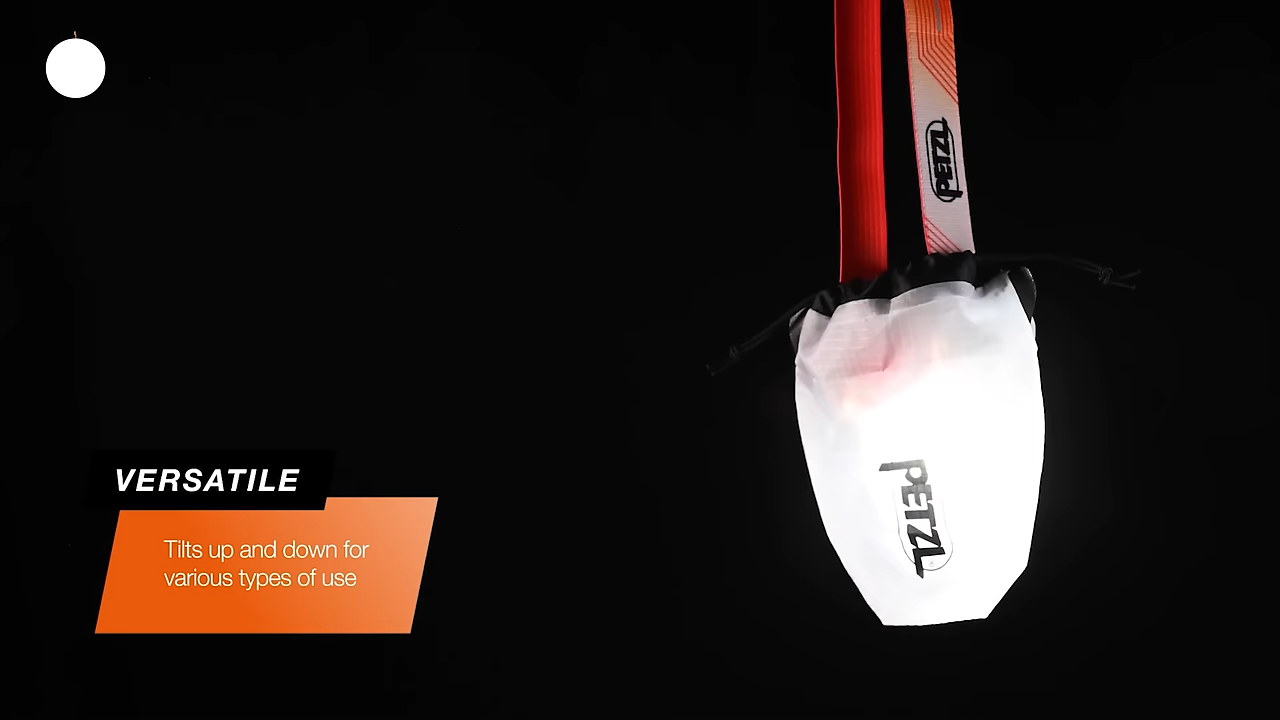 PETZL
VERSATILE
PETZL
Tilts up and down for
various types of use